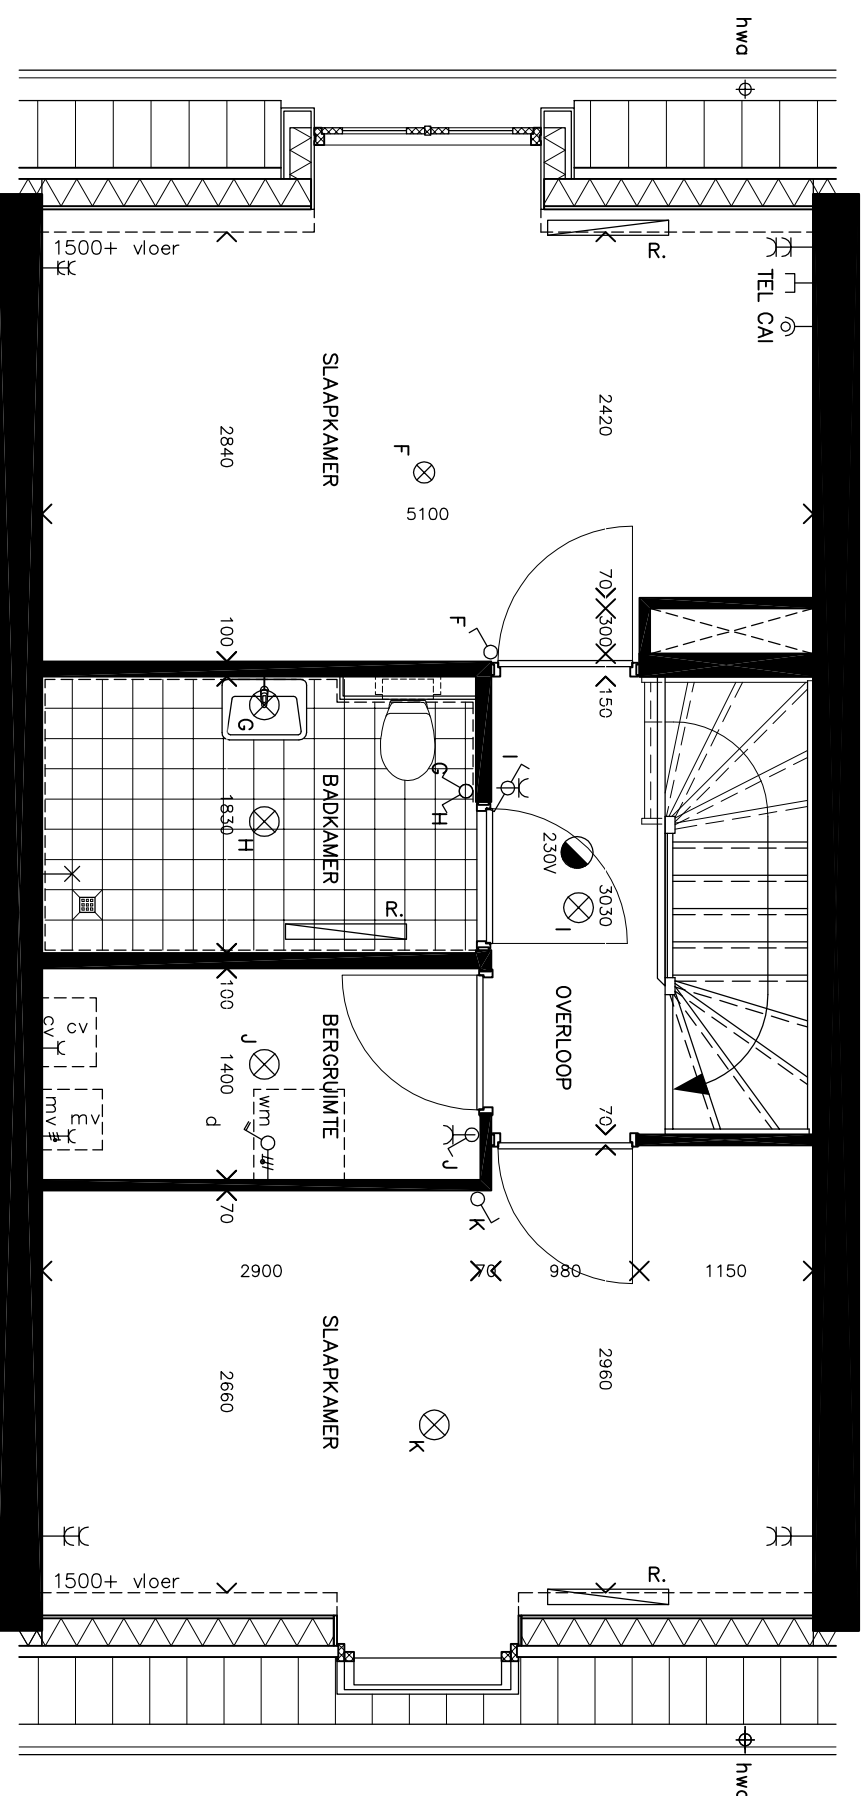 hwa
1500+ vloer
R.
TEL CAI
SLAAPKAMER
2420
2840
F
5100
70
300
100
F
150
G
I
G
H
BADKAMER
1830
H
230V
3030
I
R.
100
OVERLOOP
cv
cv
J
1400
BERGRUIMTE
mv
mv
wm
d
70
J
70
K
2900
70
980
1150
SLAAPKAMER
2660
2960
K
1500+ vloer
R.
hwa